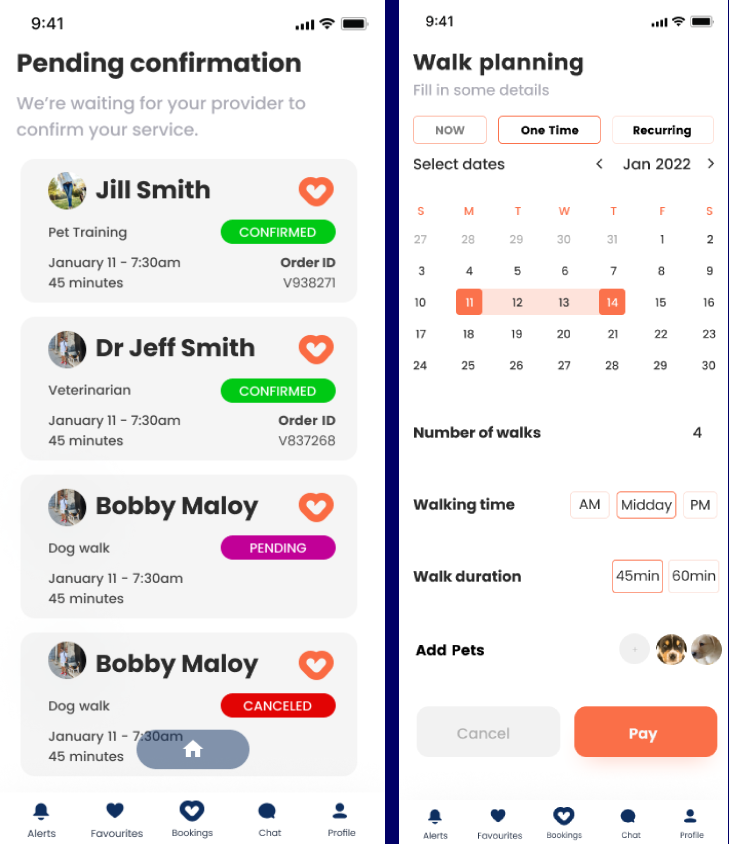 9:41
Pending confirmation
We're waiting for your provider to
confirm your service.
Jill Smith
Pet Training CONFIRMED
January 11 - 7:30am Order ID
45 minutes V938271
Dr Jeff Smith
Veterinarian CONFIRMED
January 11 - 7:30am Order ID
45 minutes V837268
Bobby Maloy
Dog walk PENDING
January 11 - 7:30am
45 minutes
Bobby Maloy
Dog walk CANCELED
January 11 - 7:30am
45 minutes
Alerts Favourites Bookings Chat Profile
9:41
Walk planning
Fill in some details
NOW One Time Recurring
Select dates < Jan 2022 >
S M T W T F S
27 28 29 30 31 1 2
3 4 5 6 7 8 9
10 11 12 13 14 15 16
17 18 19 20 21 22 23
24 25 26 27 28 29 30
Number of walks 4
Walking time AM Midday PM
Walk duration 45min 60min
Add Pets +
Cancel Pay
Alerts Favourites Bookings Chat Profile